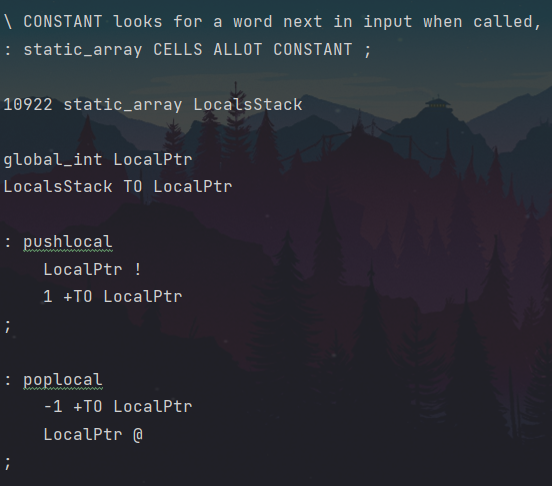 \ CONSTANT looks for a word next in input when called,
: static_array CELLS ALLOT CONSTANT ;
10922 static_array LocalsStack
global_int LocalPtr
LocalsStack TO LocalPtr
: pushlocal
LocalPtr !
1 +TO LocalPtr
;
: poplocal
-1 +TO LocalPtr
LocalPtr @
;